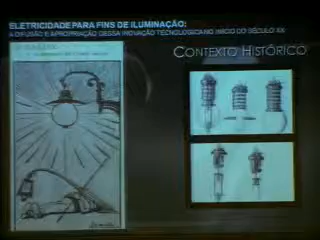 ELETRICIDADE PARA FINS DE ILUMINAÇÃO:
A DIFUSÃO E APROPRIAÇÃO DESSA INOVAÇÃO TECNOLÓGICA NO INÍCIO DO SÉCULO XX
CONTEXTO HISTÓRICO